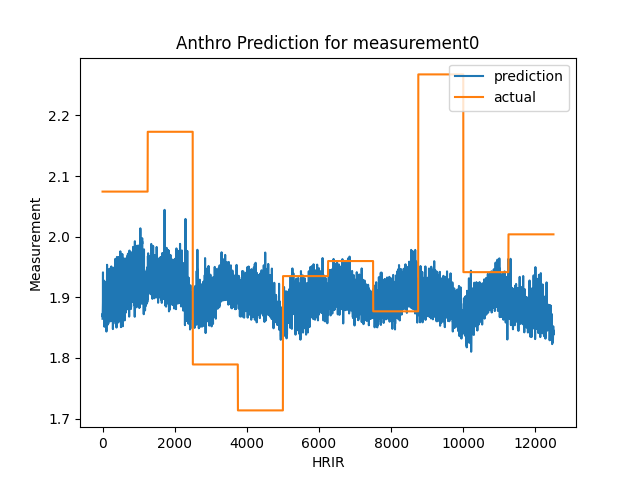 Anthro Prediction for measurement0
prediction
actual
Measurement
2.2
2.1
2.0
1.9
1.8
1.7
0 2000 4000 6000 8000 10000 12000
HRIR